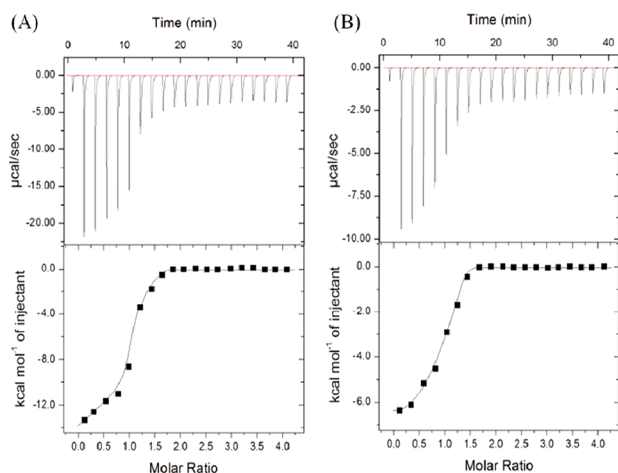 (A)
Time (min)
0 10 20 30 40
0.00
-5.00
-10.00
-15.00
-20.00
µcal/sec
0.0
-4.0
-8.0
-12.0
kcal mol⁻¹ of injectant
0.0 0.5 1.0 1.5 2.0 2.5 3.0 3.5 4.0
Molar Ratio
(B)
Time (min)
0 10 20 30 40
0.00
-2.50
-5.00
-7.50
-10.00
µcal/sec
0.0
-2.0
-4.0
-6.0
kcal mol⁻¹ of injectant
0.0 0.5 1.0 1.5 2.0 2.5 3.0 3.5 4.0
Molar Ratio